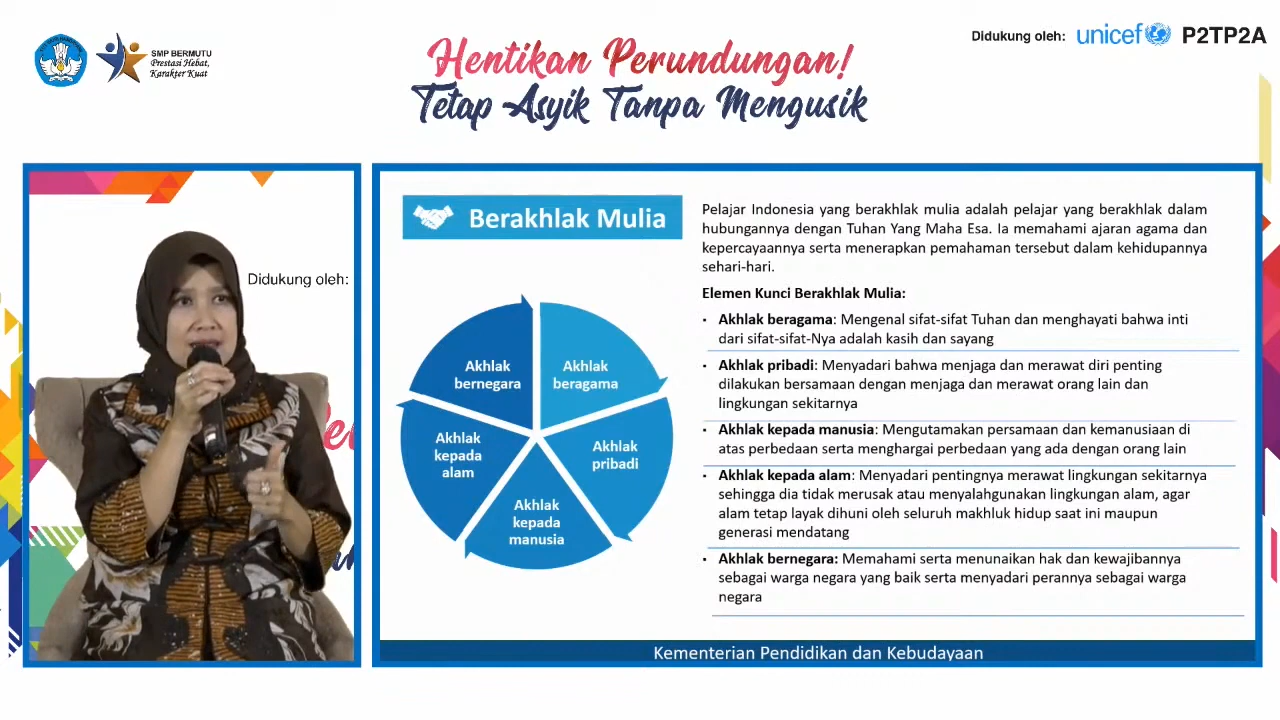 SMP BERMUTU
Prestasi Hebat,
Karakter Kuat
Hentikan Perundungan!
Tetap Asyik Tanpa Mengusik
Didukung oleh: unicef P2TP2A
Didukung oleh:
Berakhlak Mulia
Akhlak
bernegara
Akhlak
beragama
Akhlak
kepada
alam
Akhlak
pribadi
Akhlak
kepada
manusia
Pelajar Indonesia yang berakhlak mulia adalah pelajar yang berakhlak dalam
hubungannya dengan Tuhan Yang Maha Esa. Ia memahami ajaran agama dan
kepercayaannya serta menerapkan pemahaman tersebut dalam kehidupannya
sehari-hari.
Elemen Kunci Berakhlak Mulia:
• Akhlak beragama: Mengenal sifat-sifat Tuhan dan menghayati bahwa inti
dari sifat-sifat-Nya adalah kasih dan sayang
• Akhlak pribadi: Menyadari bahwa menjaga dan merawat diri penting
dilakukan bersamaan dengan menjaga dan merawat orang lain dan
lingkungan sekitarnya
• Akhlak kepada manusia: Mengutamakan persamaan dan kemanusiaan di
atas perbedaan serta menghargai perbedaan yang ada dengan orang lain
• Akhlak kepada alam: Menyadari pentingnya merawat lingkungan sekitarnya
sehingga dia tidak merusak atau menyalahgunakan lingkungan alam, agar
alam tetap layak dihuni oleh seluruh makhluk hidup saat ini maupun
generasi mendatang
• Akhlak bernegara: Memahami serta menunaikan hak dan kewajibannya
sebagai warga negara yang baik serta menyadari perannya sebagai warga
negara
Kementerian Pendidikan dan Kebudayaan